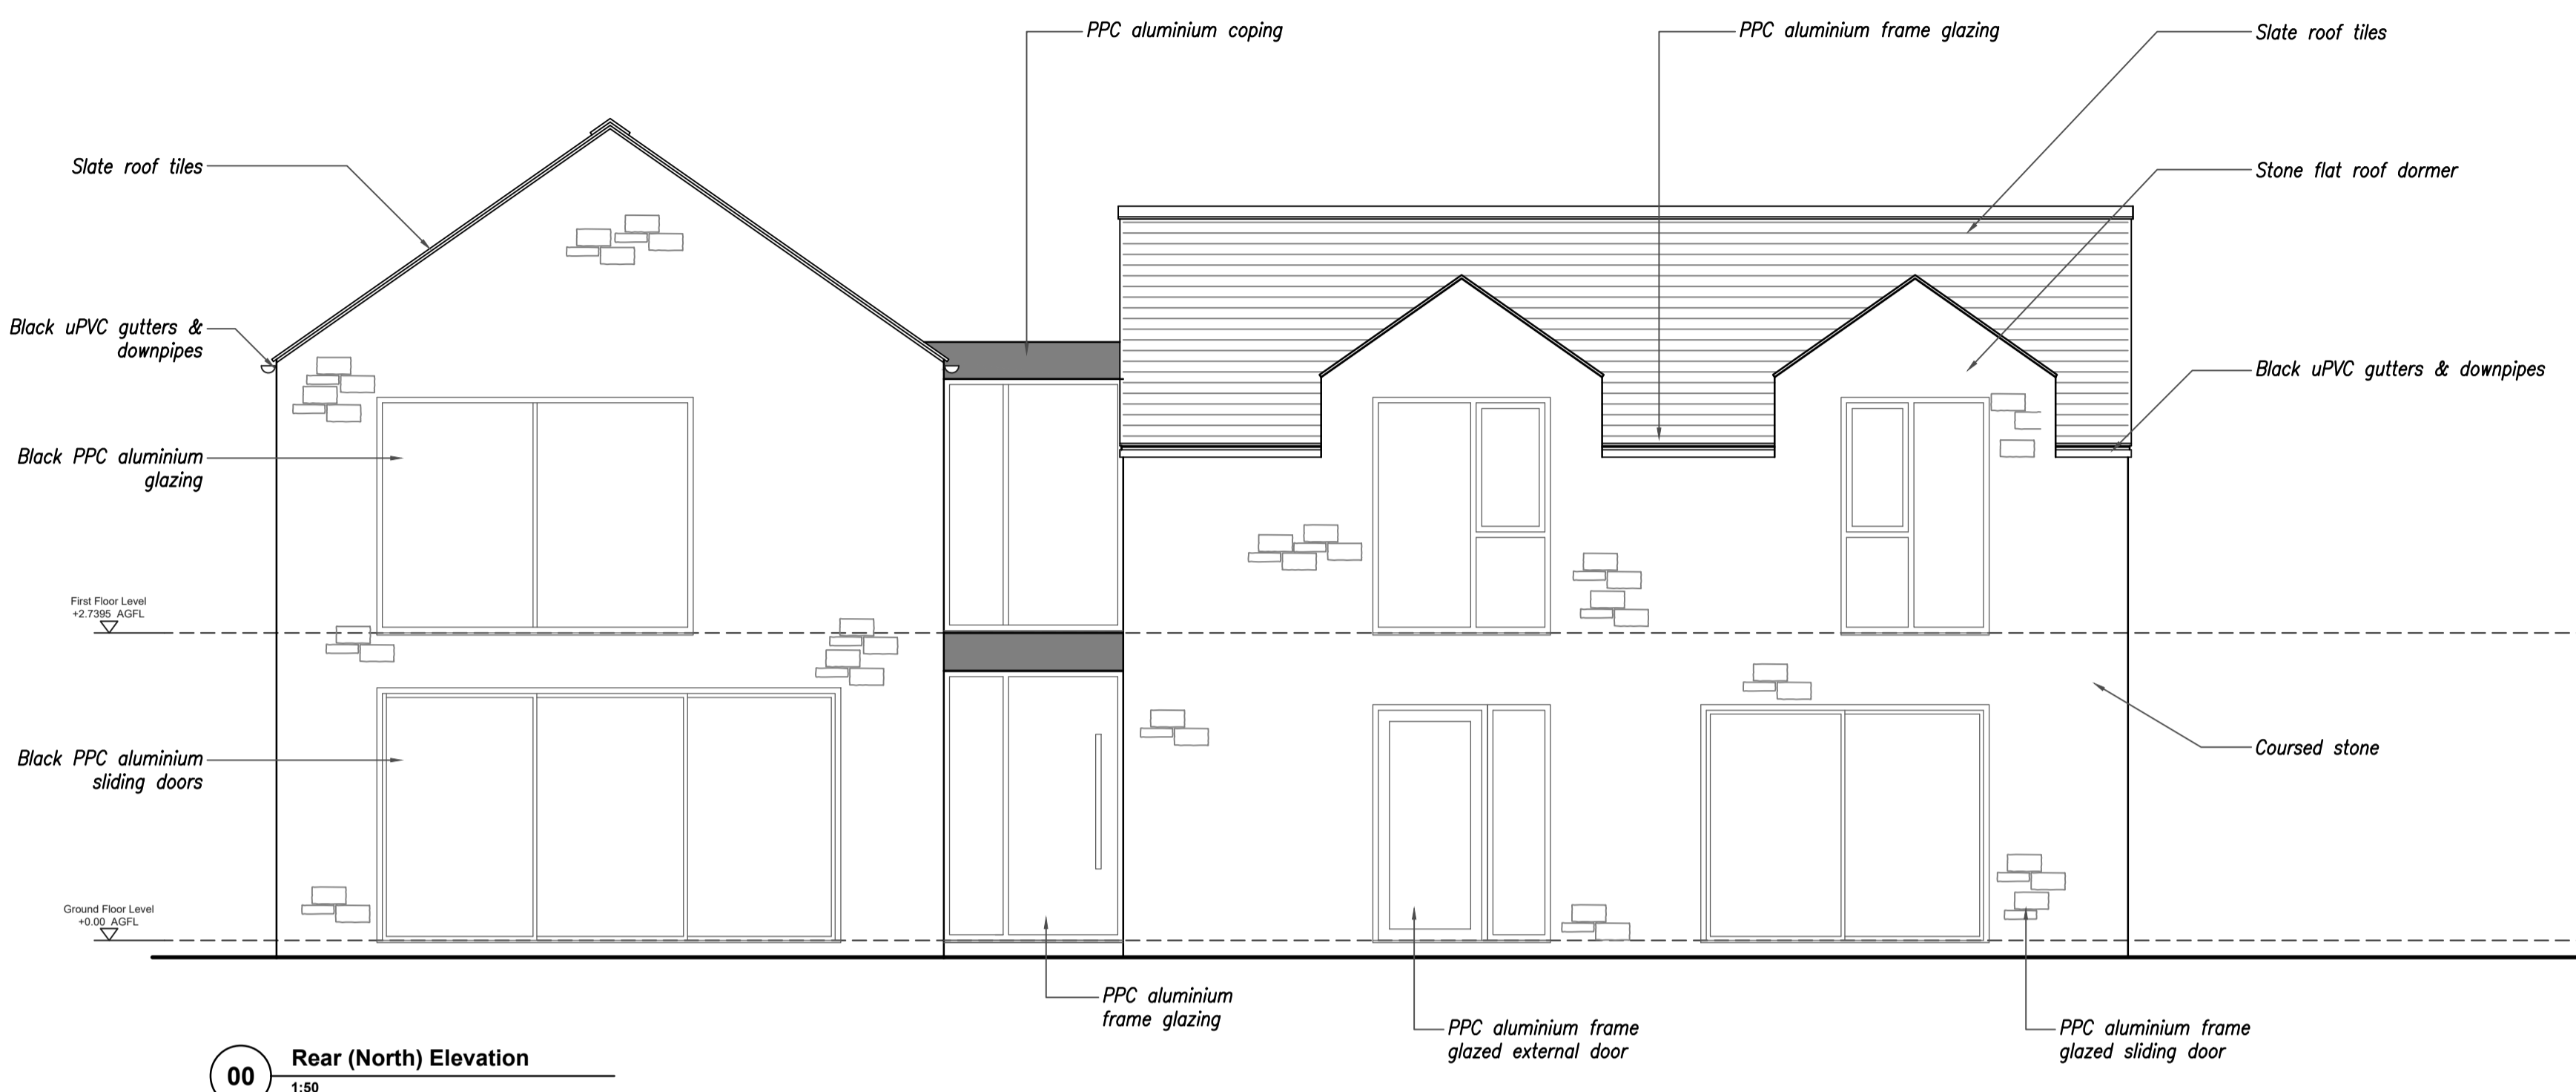 PPC aluminium coping
PPC aluminium frame glazing
Slate roof tiles
Slate roof tiles
Stone flat roof dormer
Black uPVC gutters &
downpipes
Black uPVC gutters & downpipes
Black PPC aluminium
glazing
First Floor Level
+2.7395 AGFL
Coursed stone
Black PPC aluminium
sliding doors
Ground Floor Level
+0.00 AGFL
PPC aluminium
frame glazing
PPC aluminium frame
glazed external door
PPC aluminium frame
glazed sliding door
00
Rear (North) Elevation
1:50